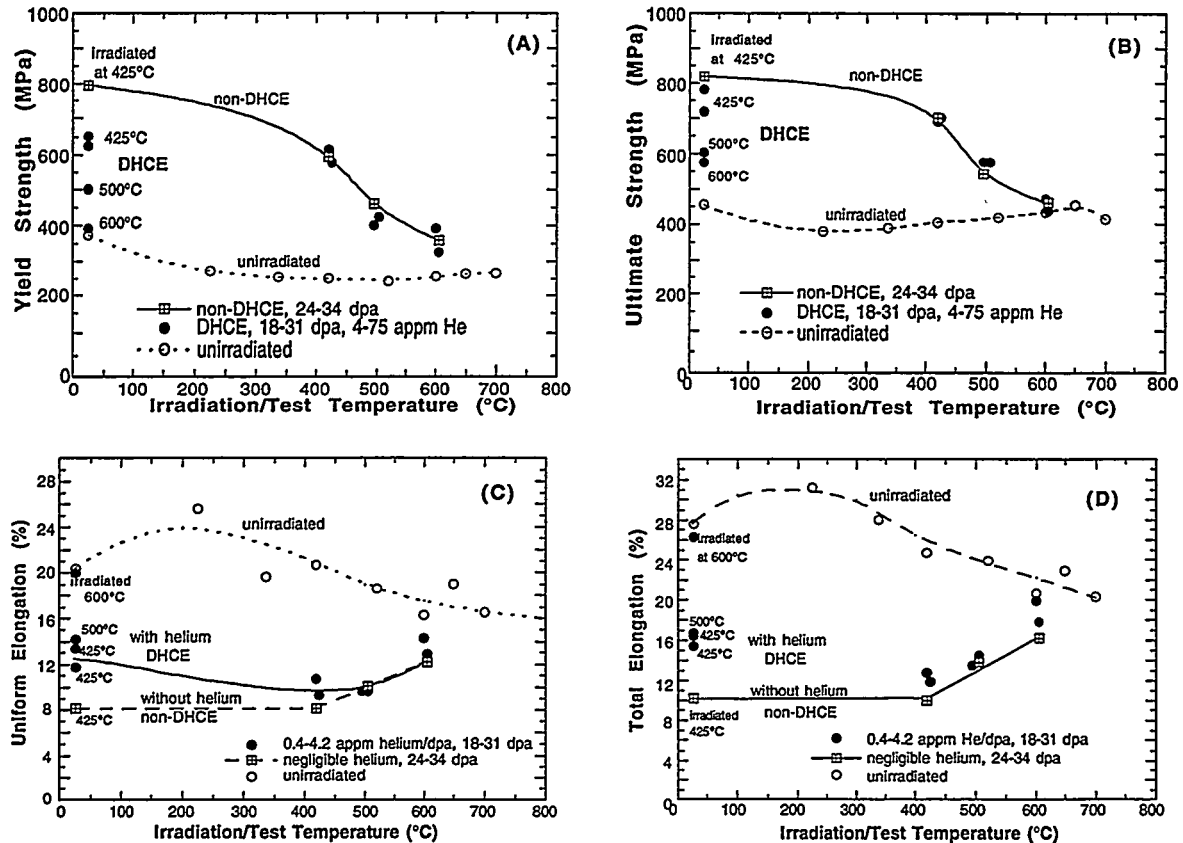 (A)
Yield Strength (MPa)
1000
800
600
400
200
0
Irradiated
at 425°C
non-DHCE
425°C
DHCE
500°C
600°C
unirradiated
non-DHCE, 24-34 dpa
DHCE, 18-31 dpa, 4-75 appm He
unirradiated
0 100 200 300 400 500 600 700 800
Irradiation/Test Temperature (°C)
(B)
Ultimate Strength (MPa)
1000
800
600
400
200
0
Irradiated
at 425°C
non-DHCE
425°C
DHCE
500°C
600°C
unirradiated
non-DHCE, 24-34 dpa
DHCE, 18-31 dpa, 4-75 appm He
unirradiated
0 100 200 300 400 500 600 700 800
Irradiation/Test Temperature (°C)
(C)
Uniform Elongation (%)
28
24
20
16
12
8
4
0
unirradiated
irradiated
600°C
500°C
425°C
425°C
with helium
DHCE
without helium
non-DHCE
425°C
0.4-4.2 appm helium/dpa, 18-31 dpa
negligible helium, 24-34 dpa
unirradiated
0 100 200 300 400 500 600 700 800
Irradiation/Test Temperature (°C)
(D)
Total Elongation (%)
32
28
24
20
16
12
8
4
0
unirradiated
irradiated
at 600°C
500°C
425°C
425°C
with helium
DHCE
without helium
non-DHCE
irradiated
425°C
0.4-4.2 appm He/dpa, 18-31 dpa
negligible helium, 24-34 dpa
unirradiated
0 100 200 300 400 500 600 700 800
Irradiation/Test Temperature (°C)